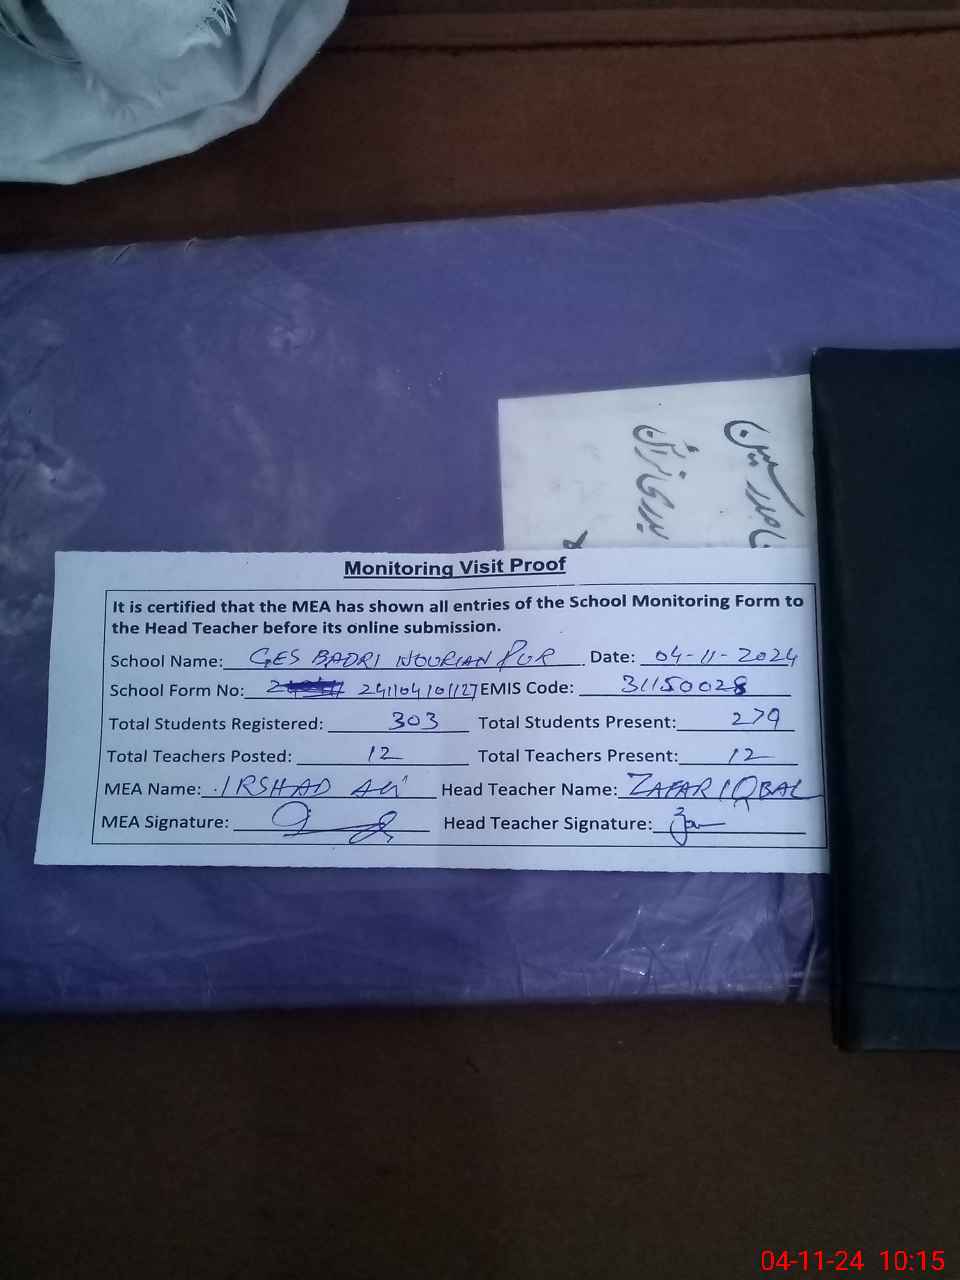 Monitoring Visit Proof
It is certified that the MEA has shown all entries of the School Monitoring Form to
the Head Teacher before its online submission.
School Name: GES BADRI NOORIAN PUR Date: 04-11-2024
School Form No: 241104101127 EMIS Code: 31150028
Total Students Registered: 303 Total Students Present: 279
Total Teachers Posted: 12 Total Teachers Present: 12
MEA Name: IRSHAD Ali Head Teacher Name: ZAFAR IQBAL
MEA Signature: Head Teacher Signature:
04-11-24 10:15